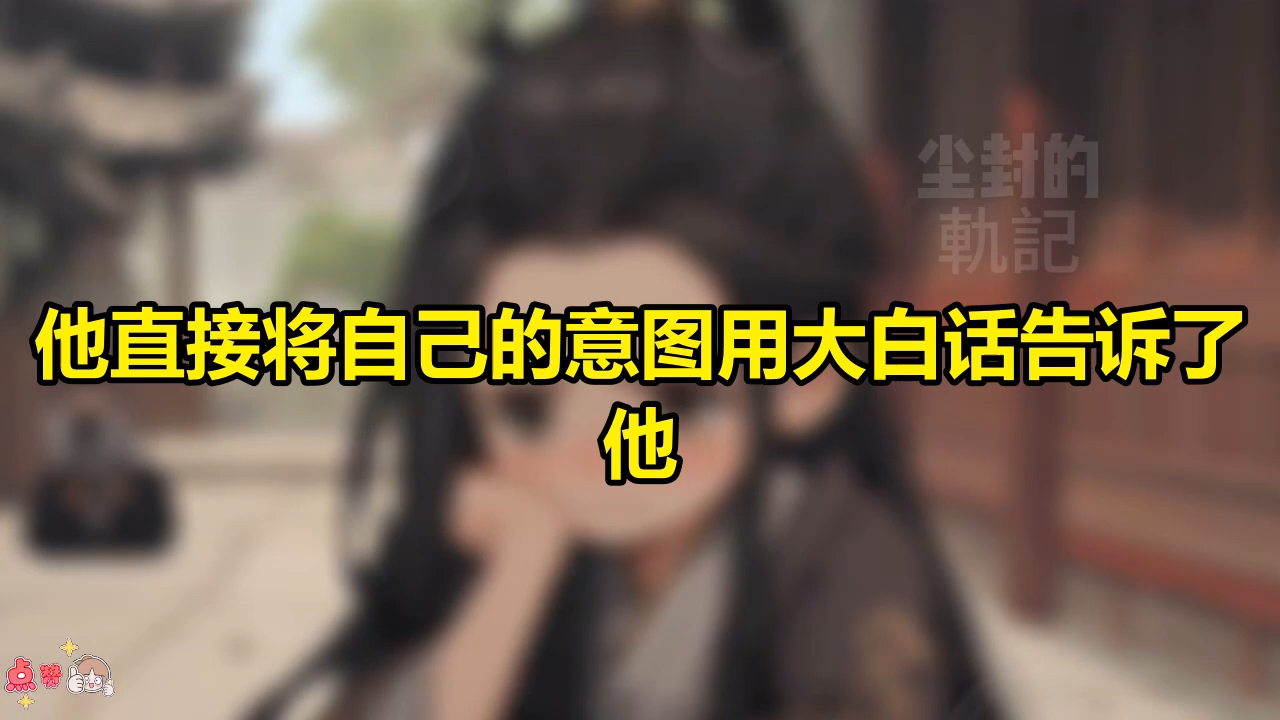 尘封的
軌記
他直接将自己的意图用大白话告诉了
他
点赞